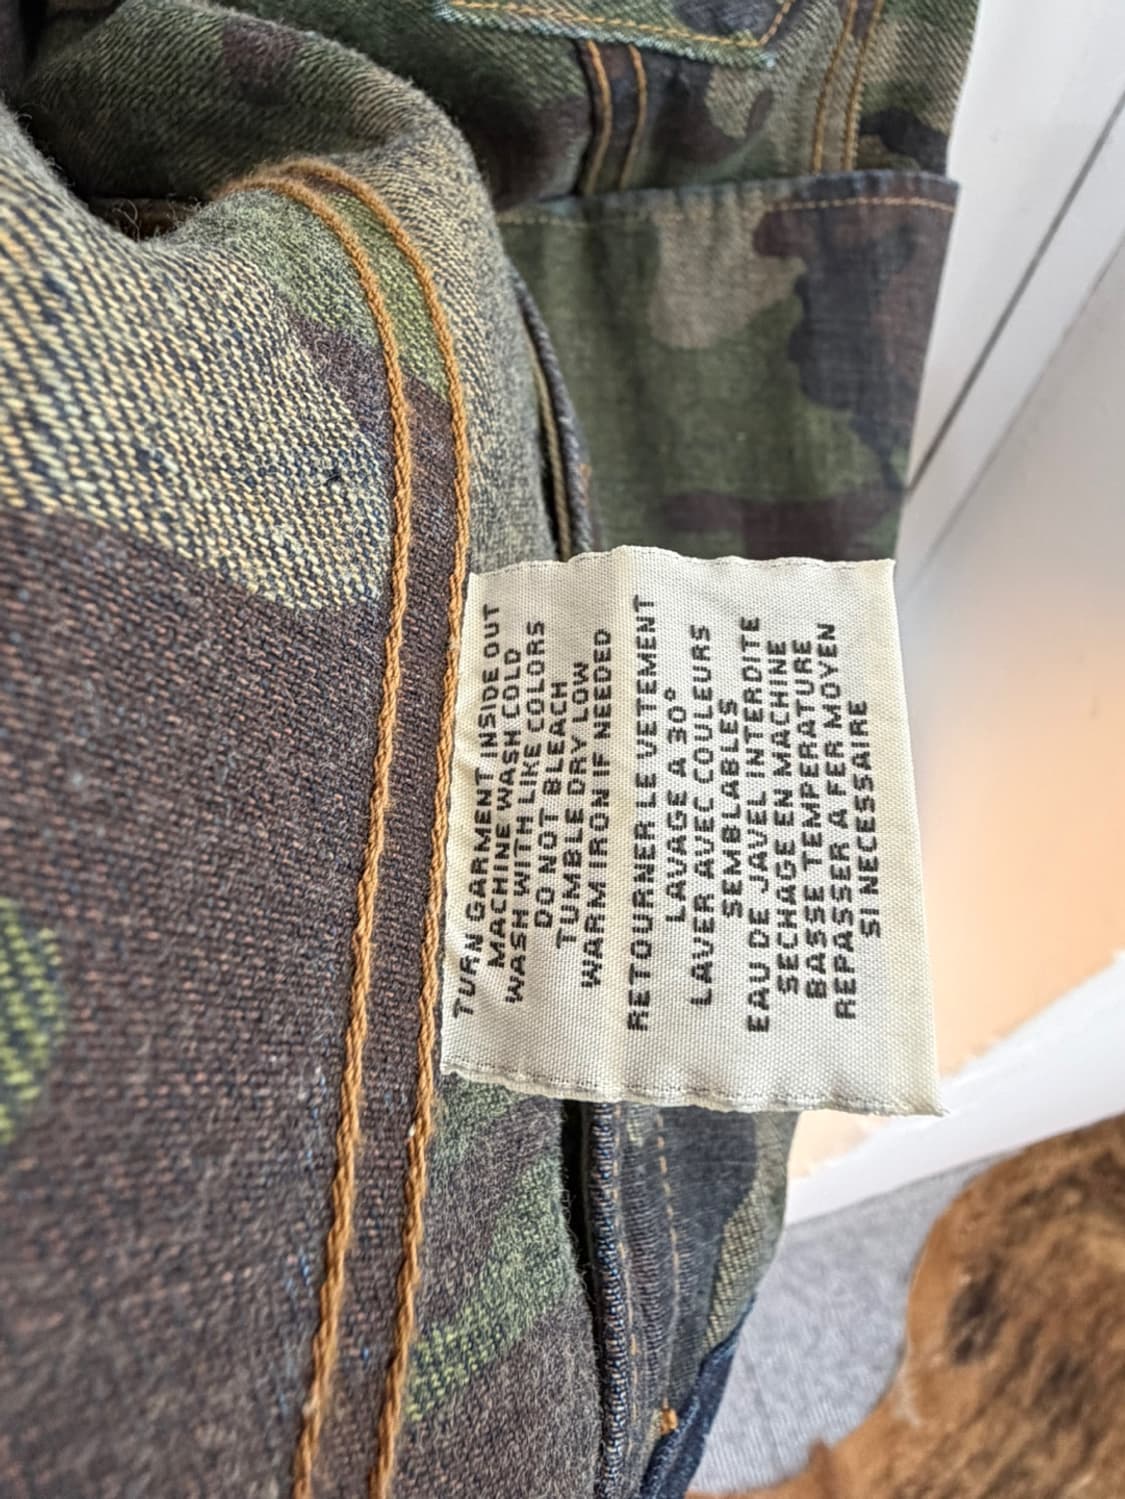 TURN GARMENT INSIDE OUT
MACHINE WASH COLD
WASH WITH LIKE COLORS
DO NOT BLEACH
TUMBLE DRY LOW
WARM IRON IF NEEDED
RETOURNER LE VETEMENT
LAVAGE A 30°
LAVER AVEC COULEURS
SEMBLABLES
EAU DE JAVEL INTERDITE
SECHAGE EN MACHINE
BASSE TEMPERATURE
REPASSER A FER MOYEN
SI NECESSAIRE